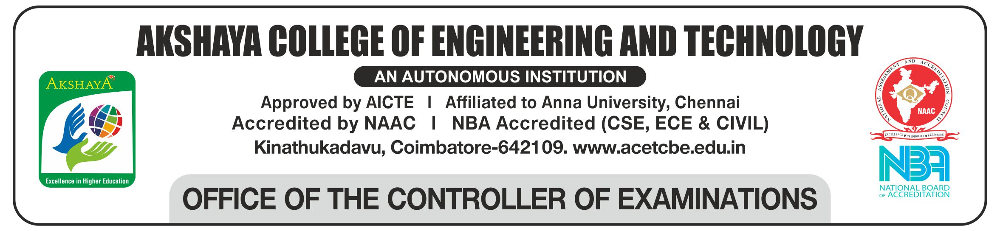 AKSHAYA COLLEGE OF ENGINEERING AND TECHNOLOGY
AN AUTONOMOUS INSTITUTION
Approved by AICTE | Affiliated to Anna University, Chennai
Accredited by NAAC | NBA Accredited (CSE, ECE & CIVIL)
Kinathukadavu, Coimbatore-642109. www.acetcbe.edu.in
OFFICE OF THE CONTROLLER OF EXAMINATIONS
AKSHAYA
Excellence in Higher Education
NATIONAL ASSESSMENT AND ACCREDITATION COUNCIL
Q
NAAC
EXCELLENCE • CREDIBILITY • RELEVANCE
NBA
NATIONAL BOARD
OF ACCREDITATION